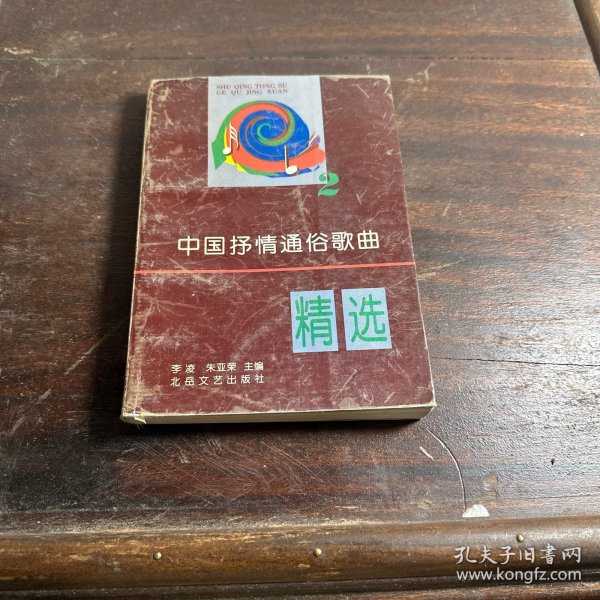 SHU QING TONG SU
GE QU JING XUAN
2
中国抒情通俗歌曲
精选
李凌 朱亚荣 主编
北岳文艺出版社
孔夫子旧书网
www.kongfz.com